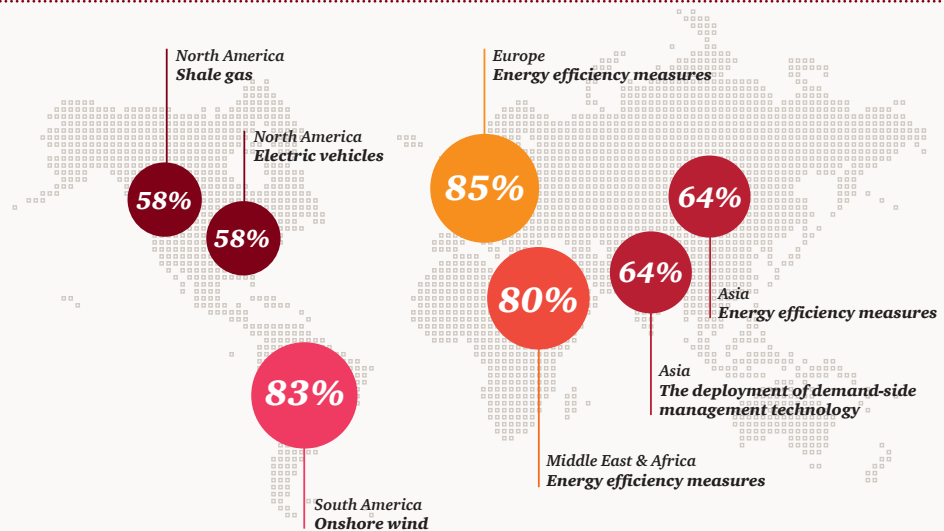 North America
Shale gas
58%
North America
Electric vehicles
58%
Europe
Energy efficiency measures
85%
64%
Asia
Energy efficiency measures
64%
Asia
The deployment of demand-side
management technology
80%
Middle East & Africa
Energy efficiency measures
83%
South America
Onshore wind